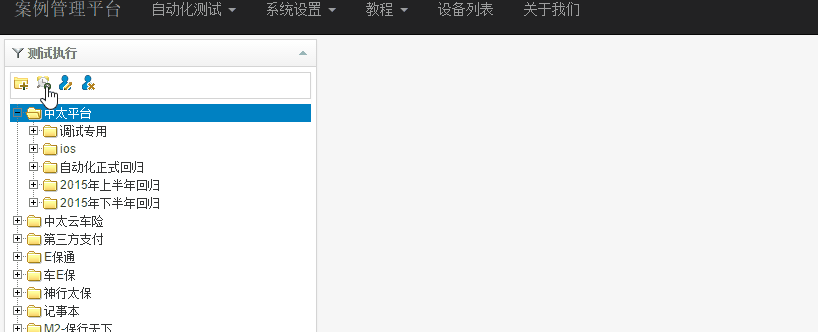 案例管理平台 自动化测试 系统设置 教程 设备列表 关于我们
测试执行
中太平台
调试专用
ios
自动化正式回归
2015年上半年回归
2015年下半年回归
中太云车险
第三方支付
E保通
车E保
神行太保
记事本
M2-保行天下